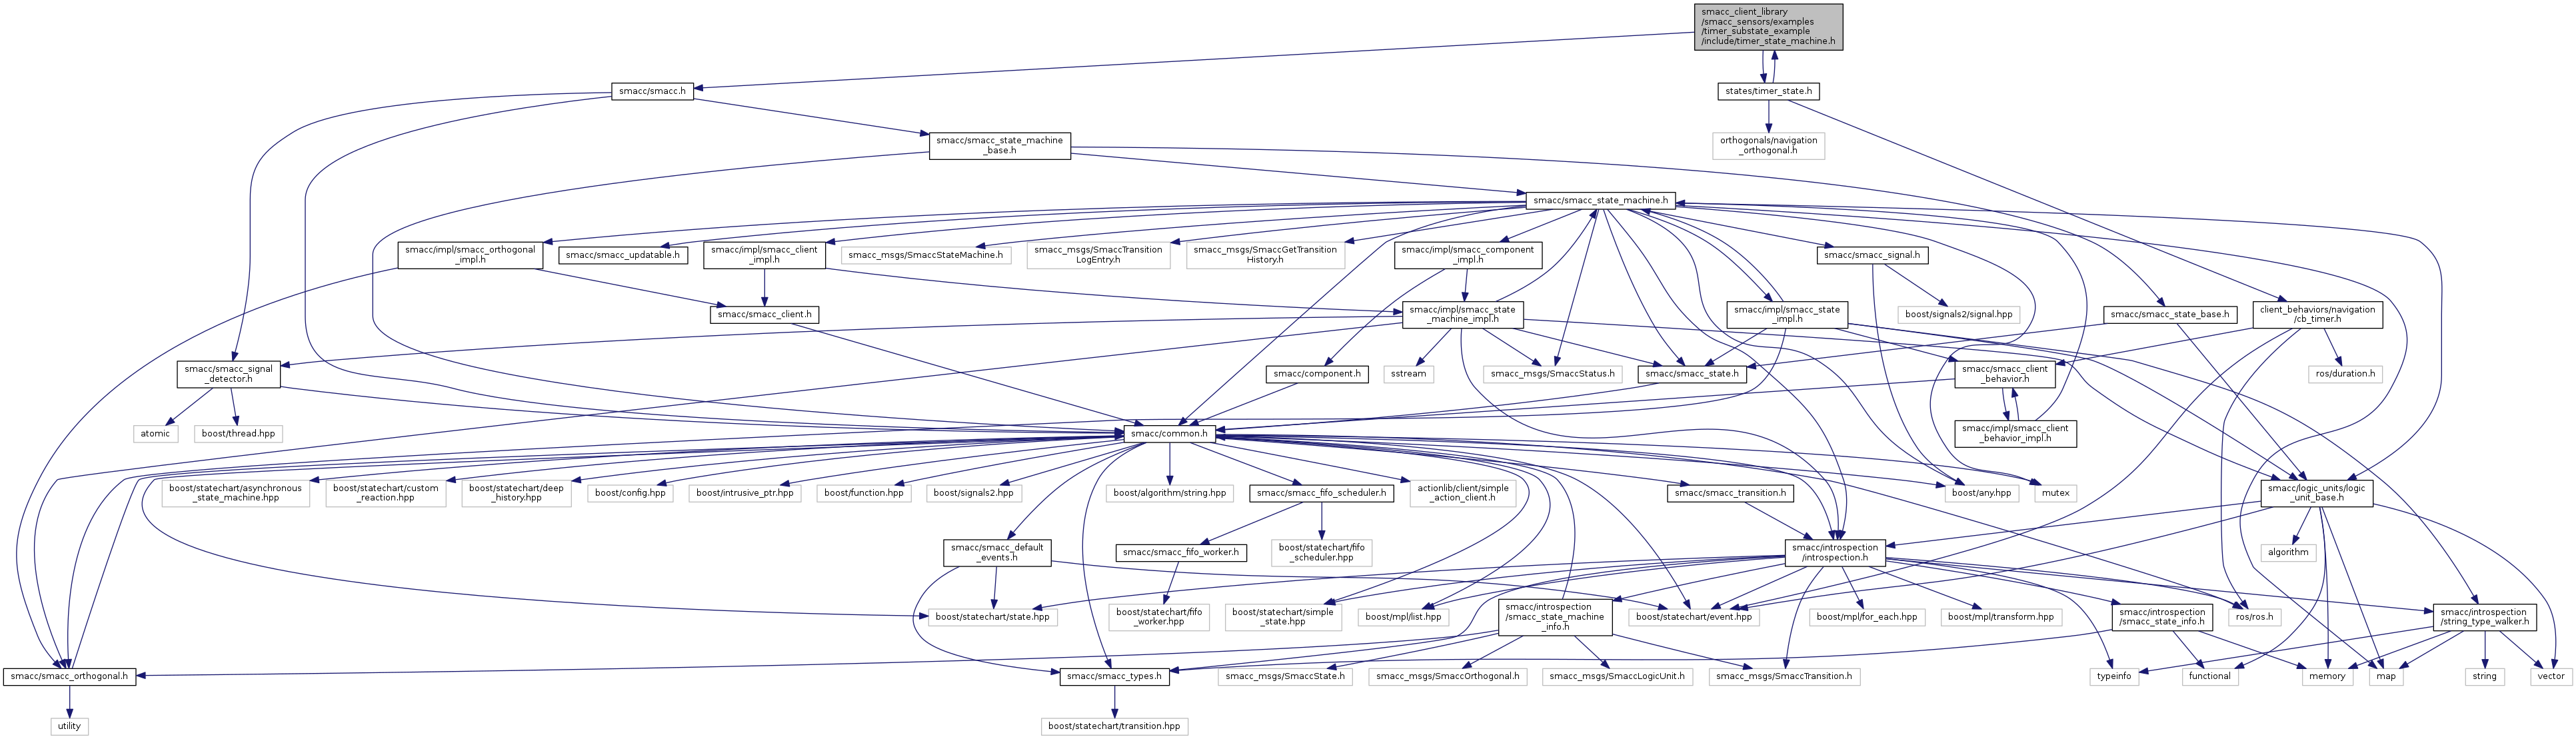 smacc_client_library
/smacc_sensors/examples
/timer_substate_example
/include/timer_state_machine.h
smacc/smacc.h
states/timer_state.h
smacc/smacc_state_machine
_base.h
orthogonals/navigation
_orthogonal.h
smacc/smacc_state_machine.h
smacc/impl/smacc_orthogonal
_impl.h
smacc/smacc_updatable.h
smacc/impl/smacc_client
_impl.h
smacc_msgs/SmaccStateMachine.h
smacc_msgs/SmaccTransition
LogEntry.h
smacc_msgs/SmaccGetTransition
History.h
smacc/impl/smacc_component
_impl.h
smacc/smacc_signal.h
smacc/smacc_client.h
smacc/impl/smacc_state
_machine_impl.h
smacc/impl/smacc_state
_impl.h
boost/signals2/signal.hpp
smacc/smacc_state_base.h
client_behaviors/navigation
/cb_timer.h
smacc/smacc_signal
_detector.h
smacc/component.h
sstream
smacc_msgs/SmaccStatus.h
smacc/smacc_state.h
smacc/smacc_client
_behavior.h
ros/duration.h
atomic
boost/thread.hpp
smacc/common.h
smacc/impl/smacc_client
_behavior_impl.h
boost/statechart/asynchronous
_state_machine.hpp
boost/statechart/custom
_reaction.hpp
boost/statechart/deep
_history.hpp
boost/config.hpp
boost/intrusive_ptr.hpp
boost/function.hpp
boost/signals2.hpp
boost/algorithm/string.hpp
smacc/smacc_fifo_scheduler.h
actionlib/client/simple
_action_client.h
smacc/smacc_transition.h
boost/any.hpp
mutex
smacc/logic_units/logic
_unit_base.h
smacc/smacc_default
_events.h
smacc/smacc_fifo_worker.h
boost/statechart/fifo
_scheduler.hpp
smacc/introspection
/introspection.h
algorithm
boost/statechart/state.hpp
boost/statechart/fifo
_worker.hpp
boost/statechart/simple
_state.hpp
boost/mpl/list.hpp
smacc/introspection
/smacc_state_machine
_info.h
boost/statechart/event.hpp
boost/mpl/for_each.hpp
boost/mpl/transform.hpp
smacc/introspection
/smacc_state_info.h
ros/ros.h
smacc/introspection
/string_type_walker.h
smacc/smacc_orthogonal.h
smacc/smacc_types.h
smacc_msgs/SmaccState.h
smacc_msgs/SmaccOrthogonal.h
smacc_msgs/SmaccLogicUnit.h
smacc_msgs/SmaccTransition.h
typeinfo
functional
memory
map
string
vector
utility
boost/statechart/transition.hpp